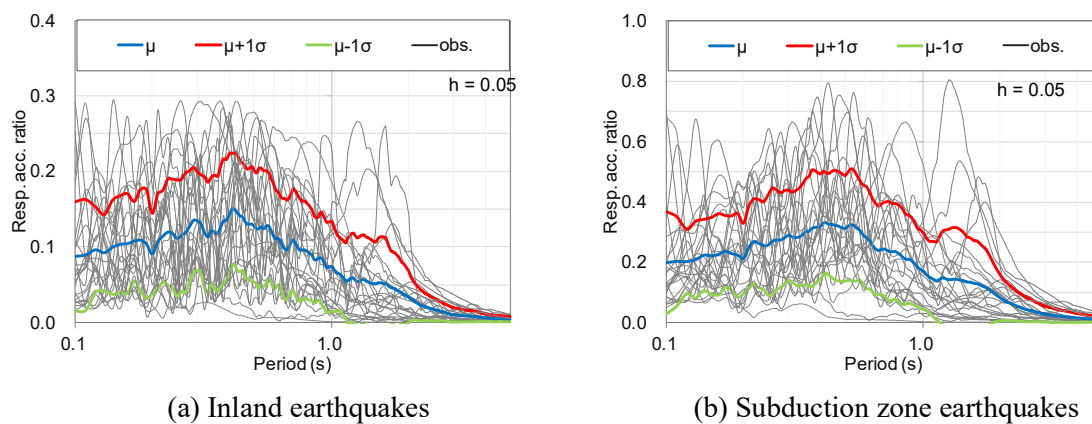 0.4
μ μ+1σ μ-1σ obs.
h = 0.05
0.3
0.2
0.1
0.0
Resp. acc. ratio
0.1 1.0
Period (s)
(a) Inland earthquakes
1.0
μ μ+1σ μ-1σ obs.
0.8
h = 0.05
0.6
0.4
0.2
0.0
Resp. acc. ratio
0.1 1.0
Period (s)
(b) Subduction zone earthquakes